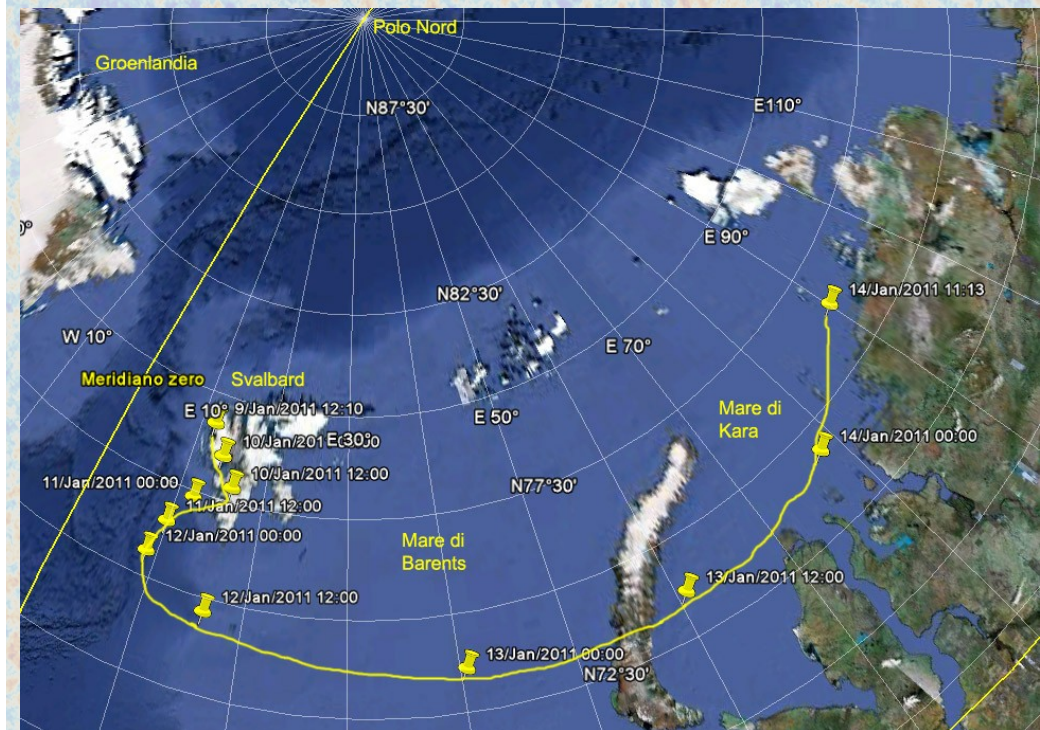 Polo Nord
Groenlandia
N87°30'
E110°
E 90°
N82°30'
14/Jan/2011 11:13
W 10°
E 70°
Meridiano zero
Svalbard
E 10°
9/Jan/2011 12:10
E 50°
Mare di
Kara
E 30°
14/Jan/2011 00:00
10/Jan/2011 12:00
11/Jan/2011 00:00
N77°30'
11/Jan/2011 12:00
12/Jan/2011 00:00
Mare di
Barents
13/Jan/2011 12:00
12/Jan/2011 12:00
13/Jan/2011 00:00
N72°30'